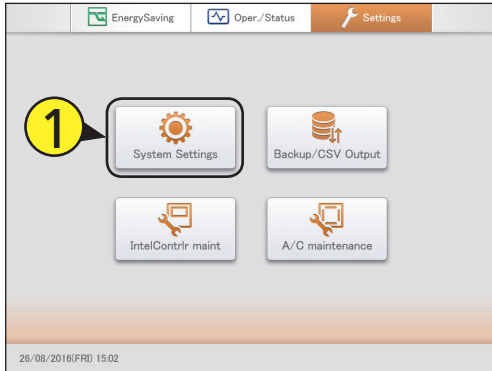 EnergySaving
Oper./Status
Settings
1
System Settings
Backup/CSV Output
IntelContrlr maint
A/C maintenance
26/08/2016(FRI) 15:02